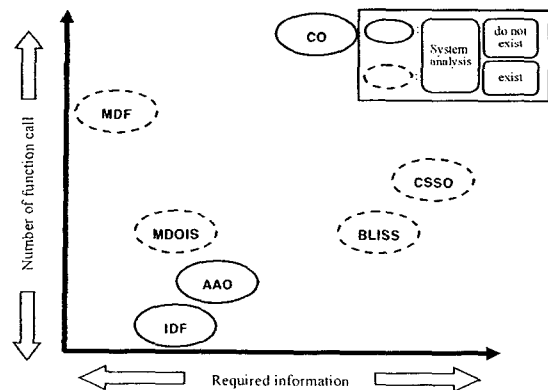 CO
:
System
analysis
do not
exist
:
exist
MDF
CSSO
MDOIS
BLISS
AAO
IDF
Number of function call
Required information